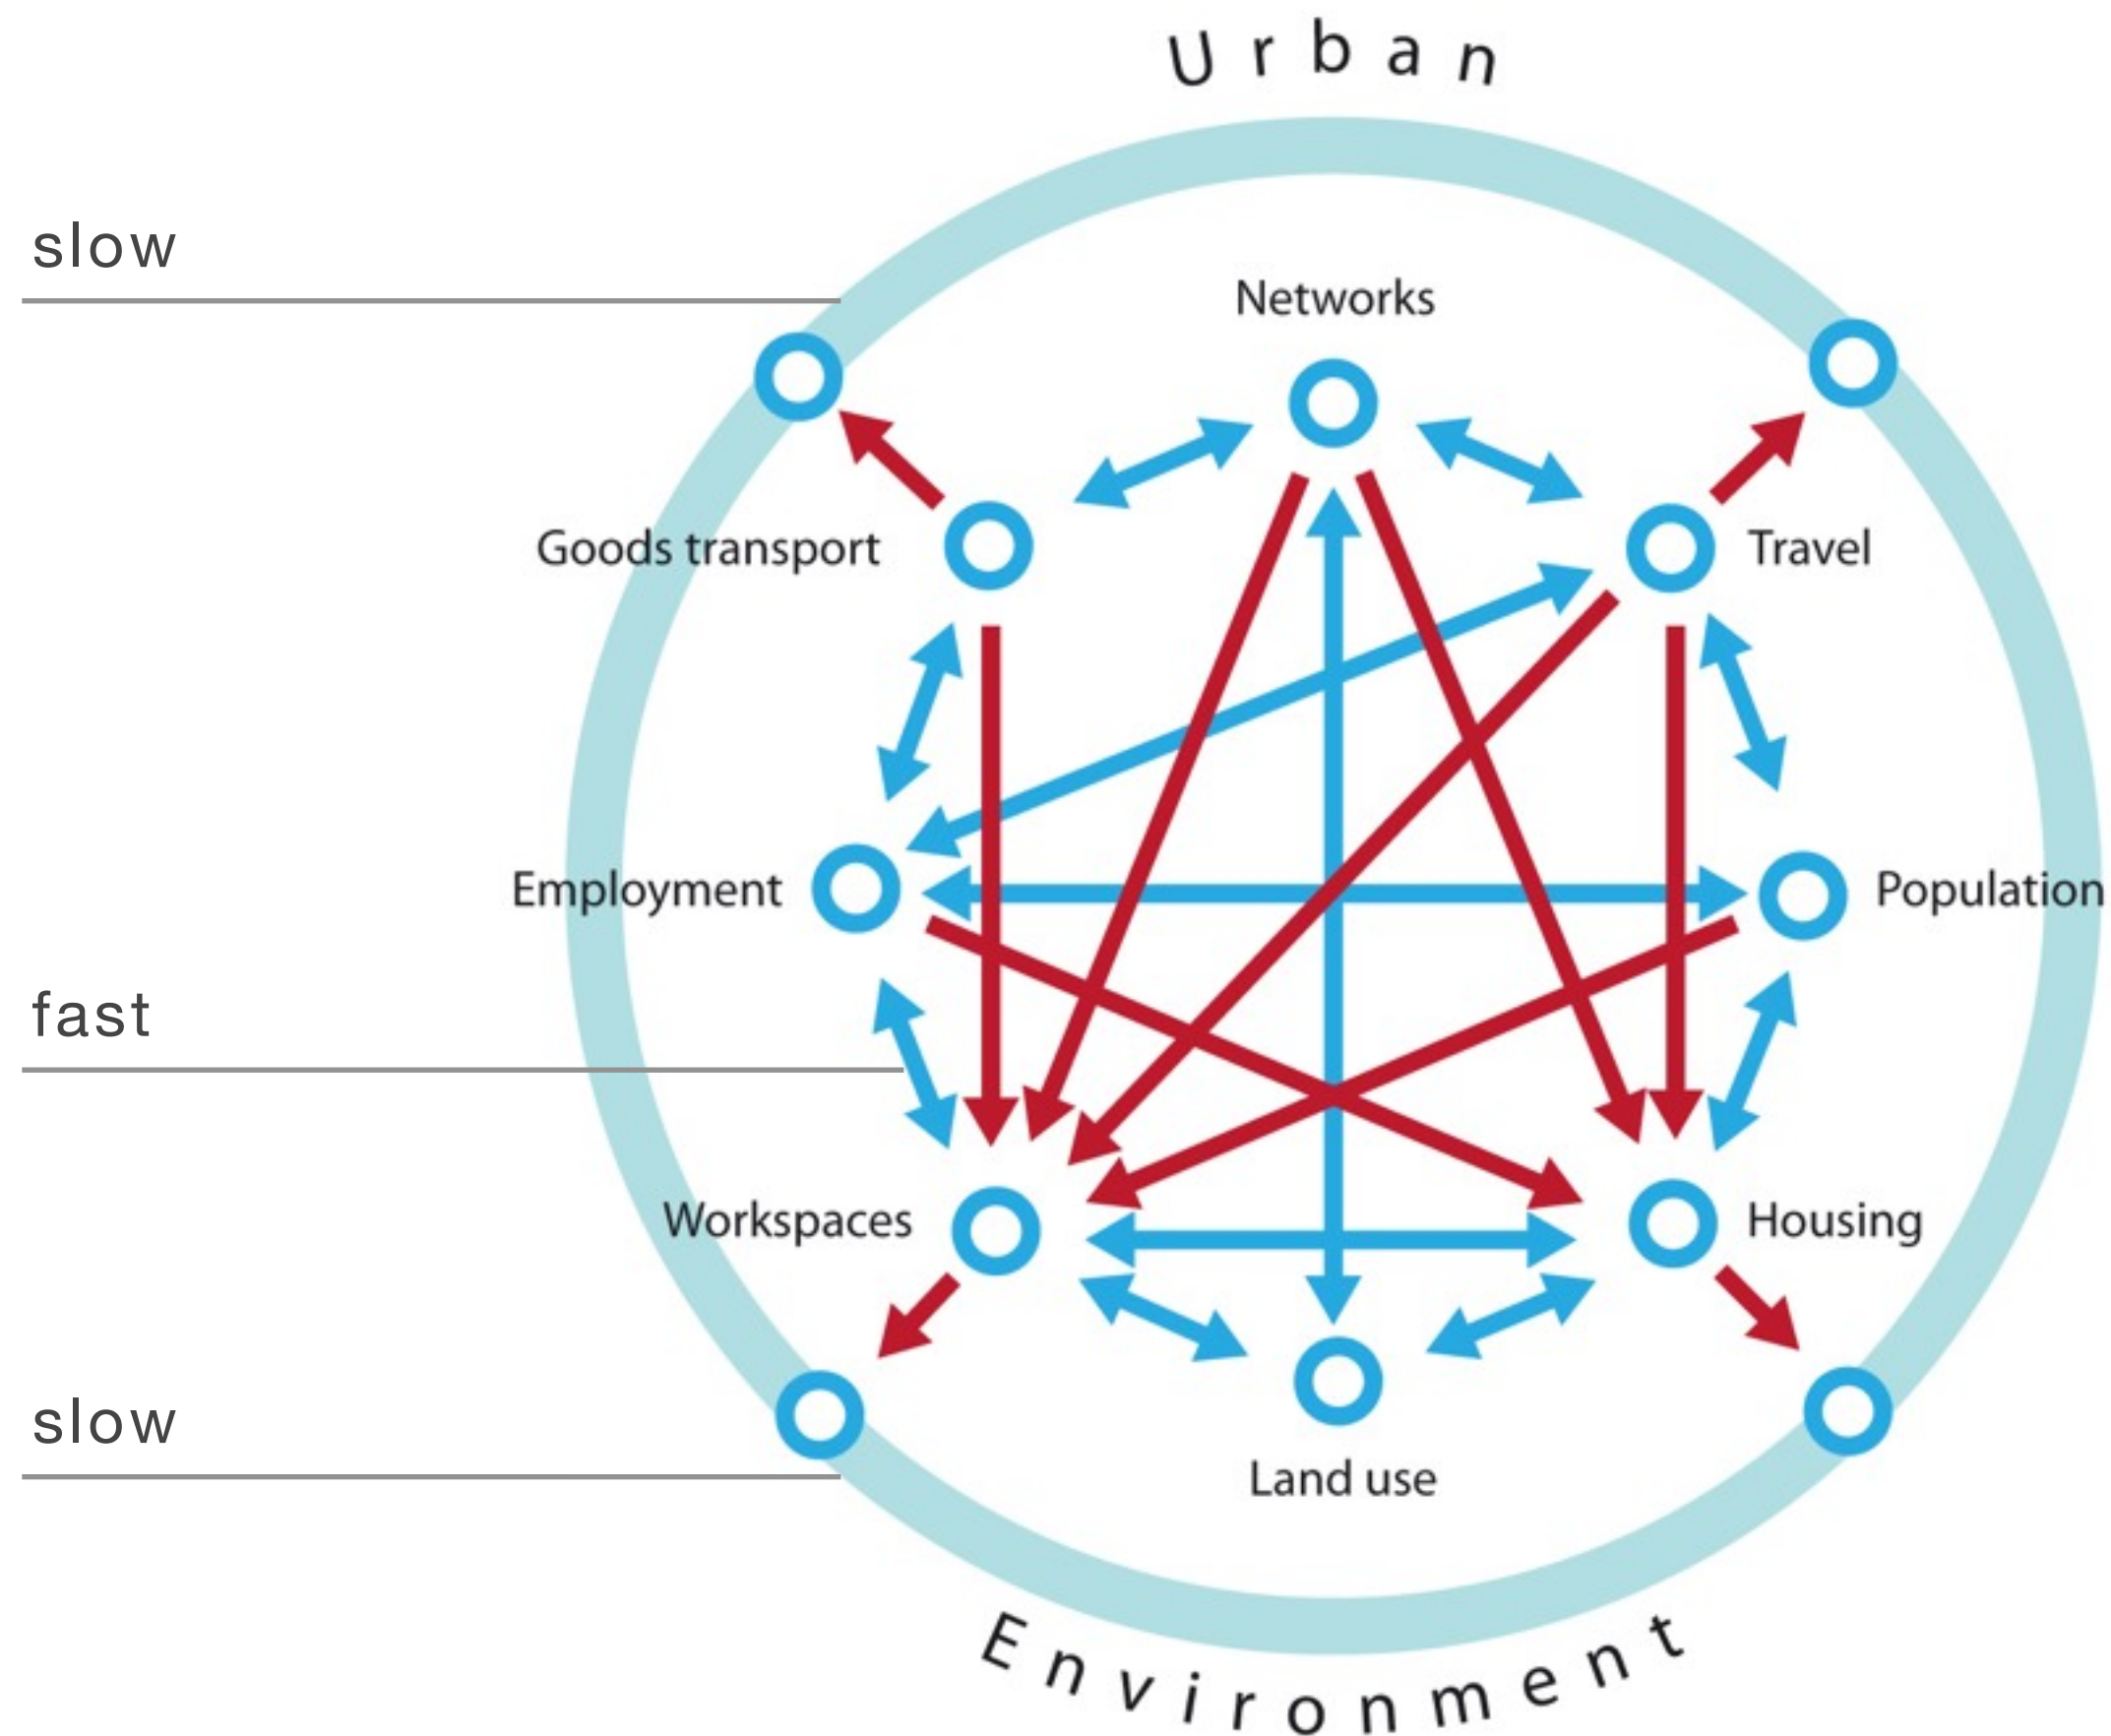 Urban
slow
Networks
Goods transport
Travel
Employment
Population
fast
Workspaces
Housing
slow
Land use
Environment